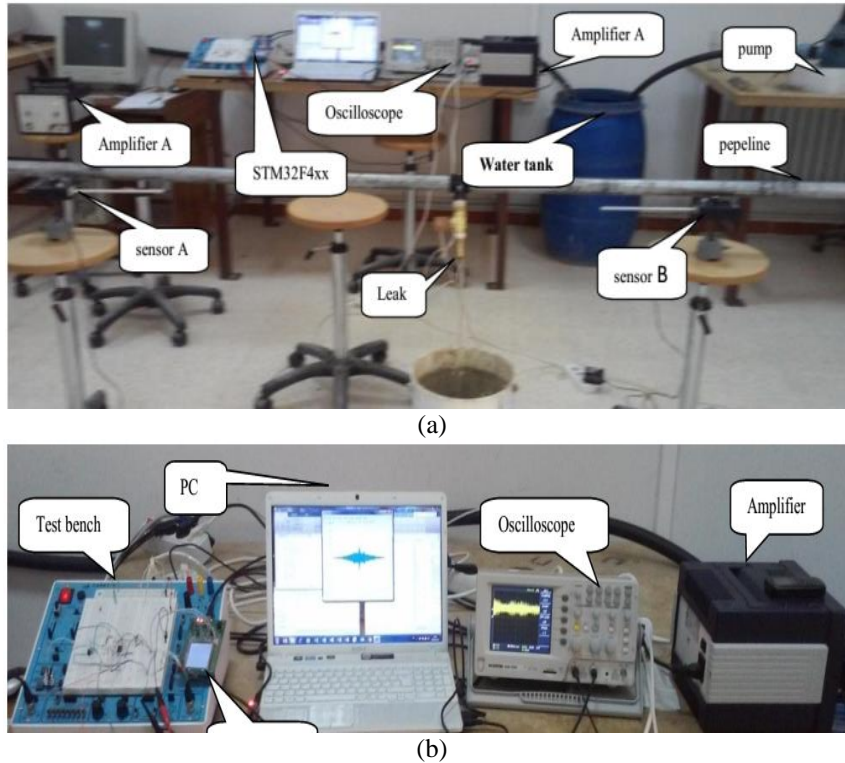 Amplifier A
pump
Oscilloscope
Amplifier A
pepeline
STM32F4xx
Water tank
sensor A
sensor B
Leak
(a)
PC
Test bench
Oscilloscope
Amplifier
(b)